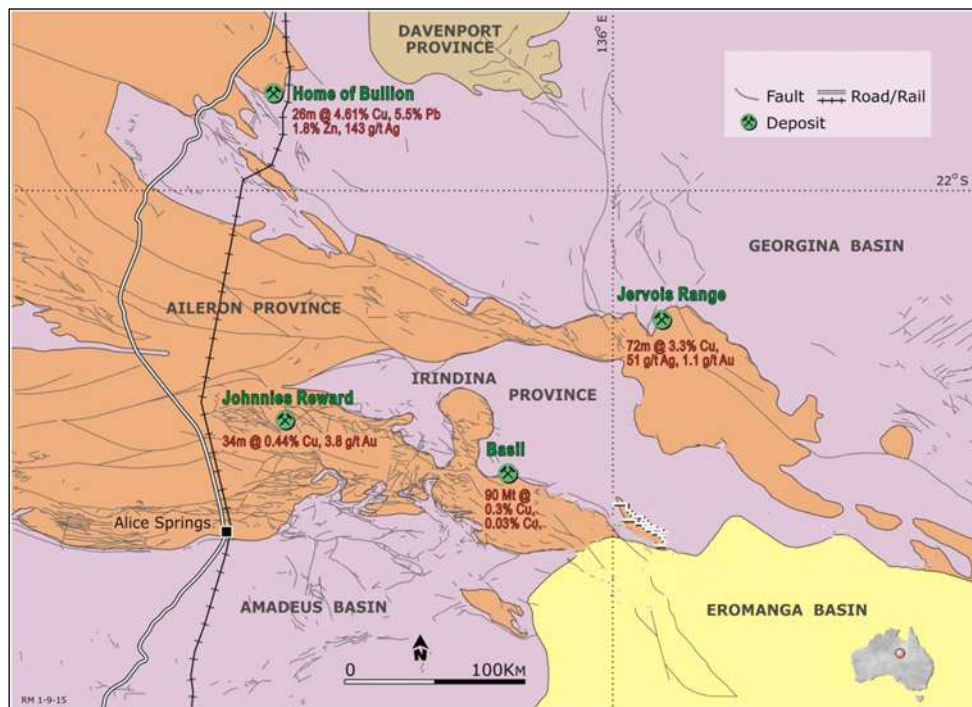 DAVENPORT
PROVINCE
136° E
Fault
Road/Rail
Deposit
Home of Bullion
26m @ 4.61% Cu, 5.5% Pb
1.8% Zn, 143 g/t Ag
22° S
GEORGINA BASIN
AILERON PROVINCE
Jervois Range
72m @ 3.3% Cu,
51 g/t Ag, 1.1 g/t Au
IRINDINA
PROVINCE
Johnnies Reward
34m @ 0.44% Cu, 3.8 g/t Au
Basil
90 Mt @
0.3% Cu,
0.03% Co.
Alice Springs
AMADEUS BASIN
EROMANGA BASIN
N
0 100KM
RM 1-9-15